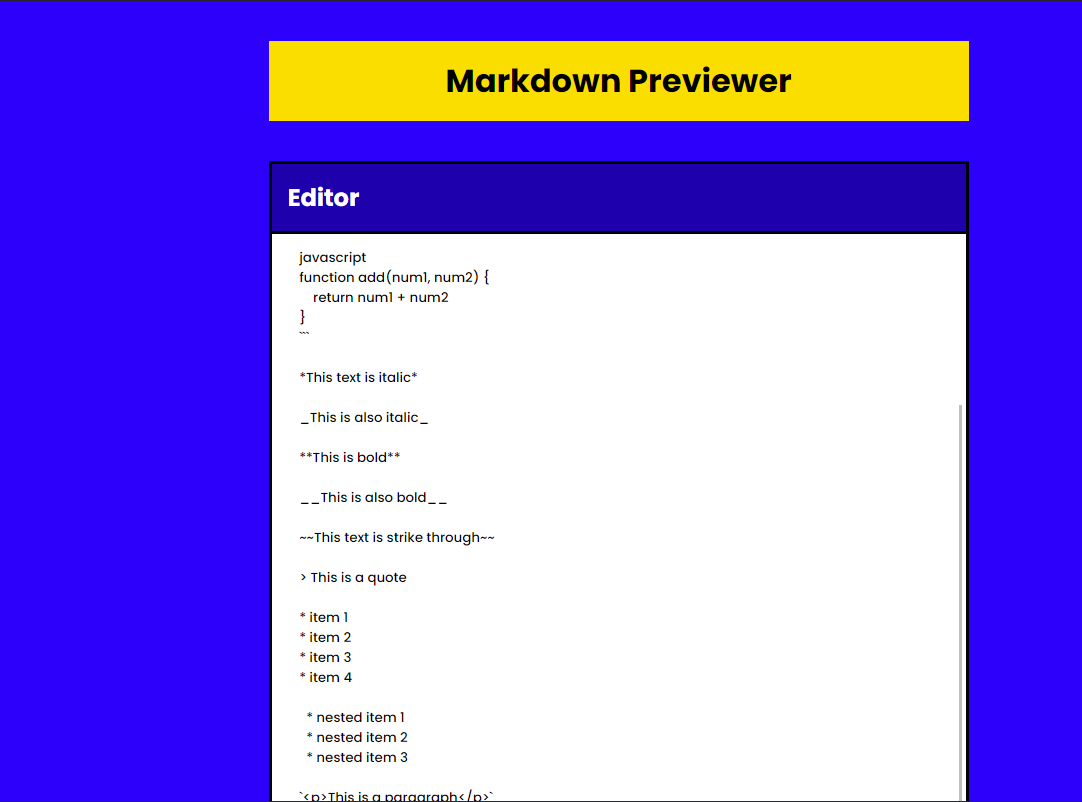 Markdown Previewer
Editor
javascript
function add(num1, num2) {
    return num1 + num2
}
```
*This text is italic*
_This is also italic_
**This is bold**
__This is also bold__
~~This text is strike through~~
> This is a quote
* item 1
* item 2
* item 3
* item 4
  * nested item 1
  * nested item 2
  * nested item 3
`<p>This is a paragraph</p>`